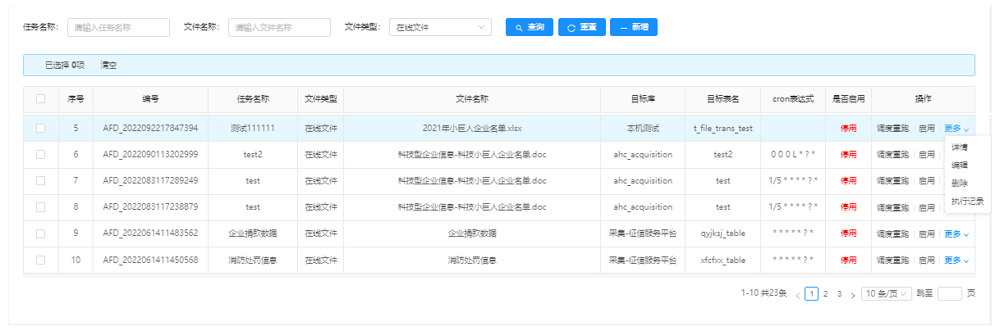 任务名称： 请输入任务名称 文件名称： 请输入文件名称 文件类型： 在线文件 查询 重置 新增
已选择 0项 清空
序号 编号 任务名称 文件类型 文件名称 目标库 目标表名 cron表达式 是否启用 操作
5 AFD_2022092217847394 测试111111 在线文件 2021年小巨人企业名单.xlsx 本机测试 t_file_trans_test 停用 调度重跑 启用 更多
6 AFD_2022090113202999 test2 在线文件 科技型企业信息-科技小巨人企业名单.doc ahc_acquisition test2 0 0 0 L * ? * 停用 调度重跑 启用
7 AFD_2022083117289249 test 在线文件 科技型企业信息-科技小巨人企业名单.doc ahc_acquisition test 1/5 * * * * ? * 停用 调度重跑 启用
8 AFD_2022083117238879 test 在线文件 科技型企业信息-科技小巨人企业名单.doc ahc_acquisition test 1/5 * * * * ? * 停用 调度重跑 启用
9 AFD_2022061411483562 企业捐款数据 在线文件 企业捐款数据 采集-征信服务平台 qyjksj_table * * * * * ? * 停用 调度重跑 启用 更多
10 AFD_2022061411450568 消防处罚信息 在线文件 消防处罚信息 采集-征信服务平台 xfcfxx_table * * * * * ? * 停用 调度重跑 启用 更多
详情
编辑
删除
执行记录
1-10 共23条 < 1 2 3 > 10 条/页 跳至 页